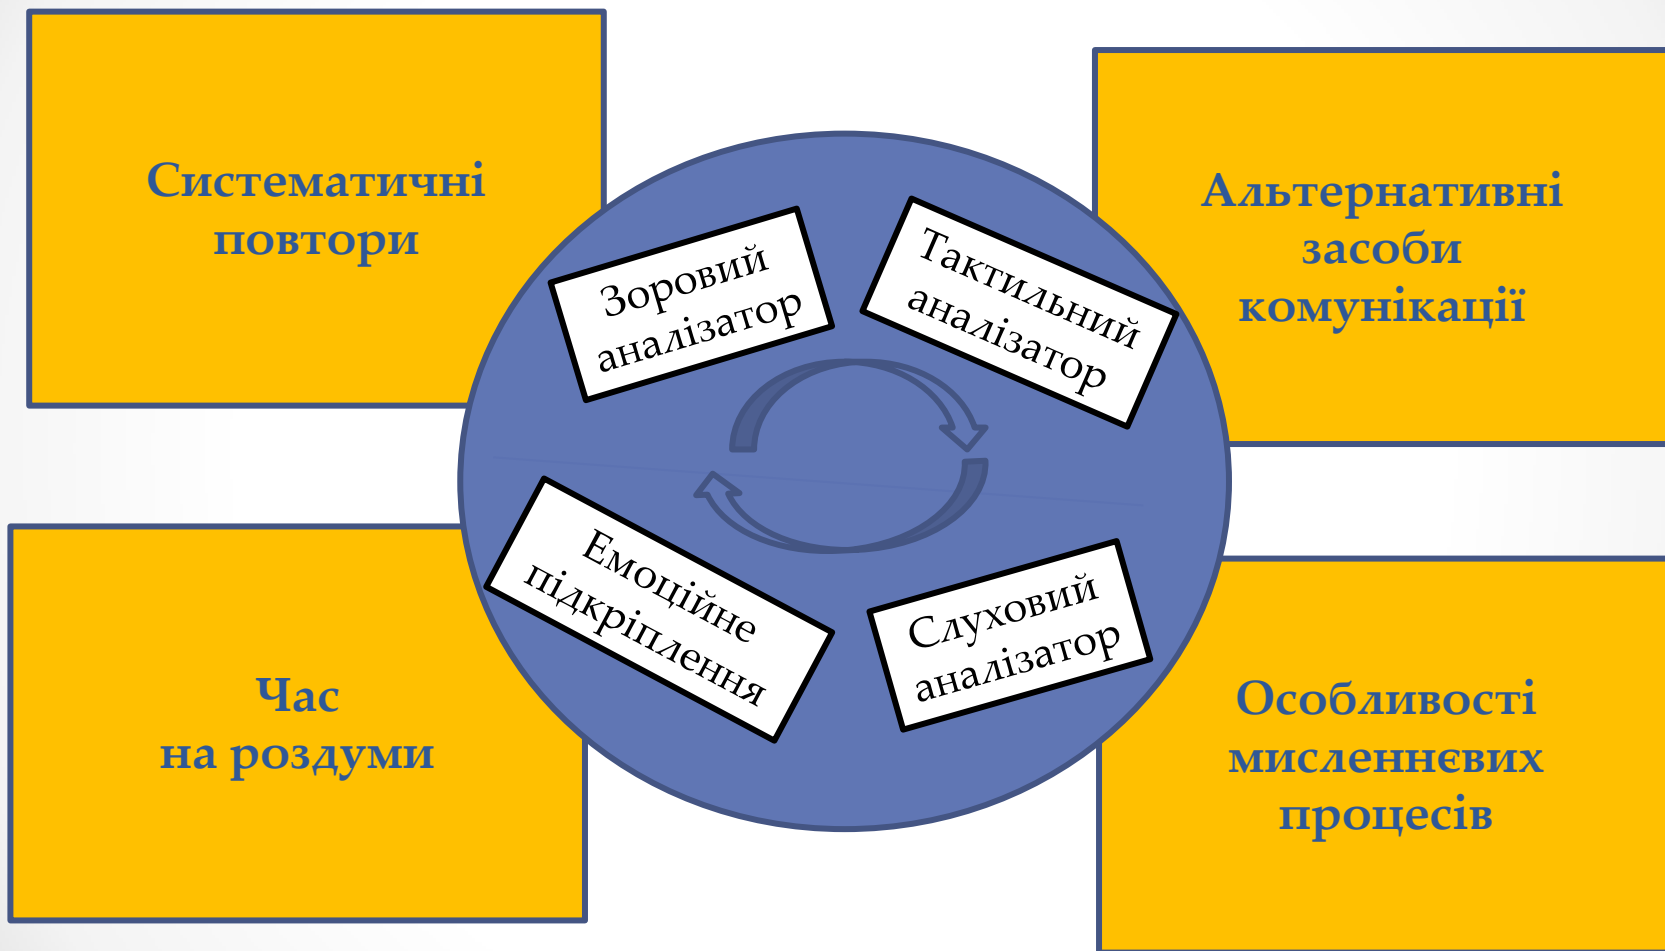 Систематичні
повтори
Альтернативні
засоби
комунікації
Зоровий
аналізатор
Тактильний
аналізатор
Емоційне
підкріплення
Слуховий
аналізатор
Час
на роздуми
Особливості
мисленнєвих
процесів